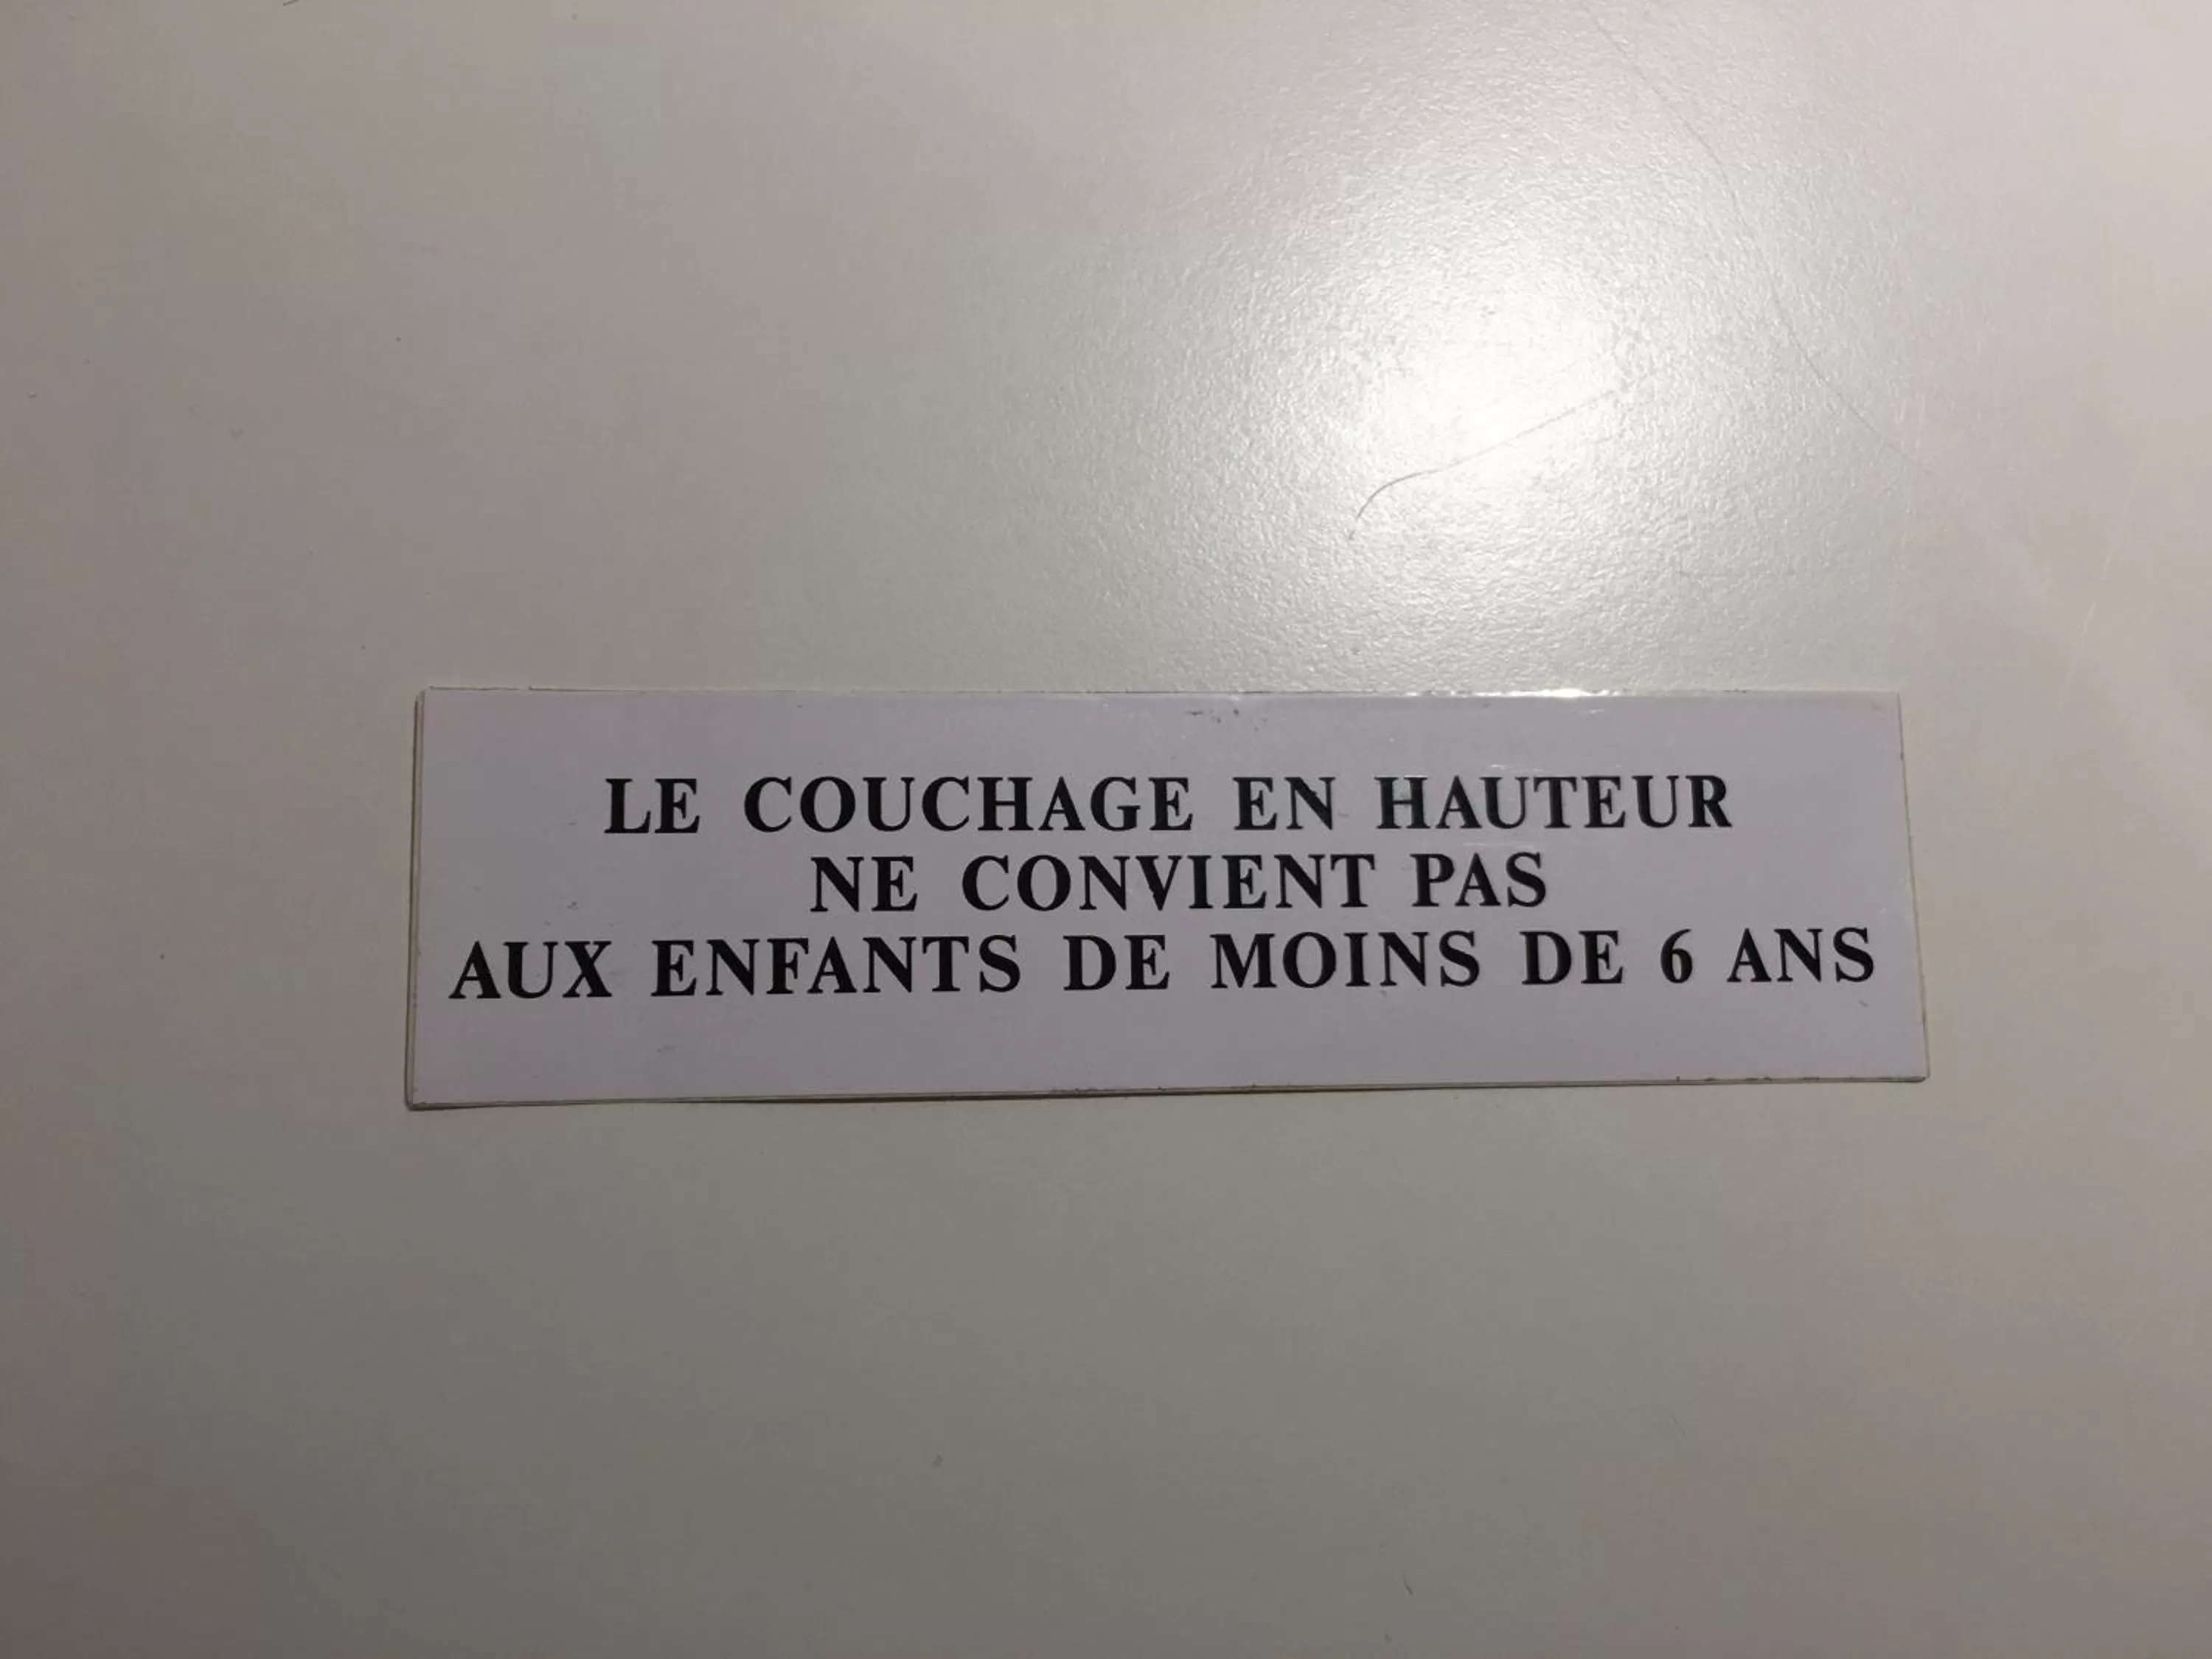 LE COUCHAGE EN HAUTEUR
NE CONVIENT PAS
AUX ENFANTS DE MOINS DE 6 ANS